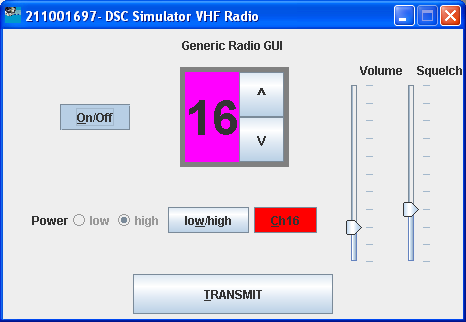 211001697- DSC Simulator VHF Radio
Generic Radio GUI
Volume
Squelch
16
^
v
On/Off
Power
low
high
low/high
Ch16
TRANSMIT